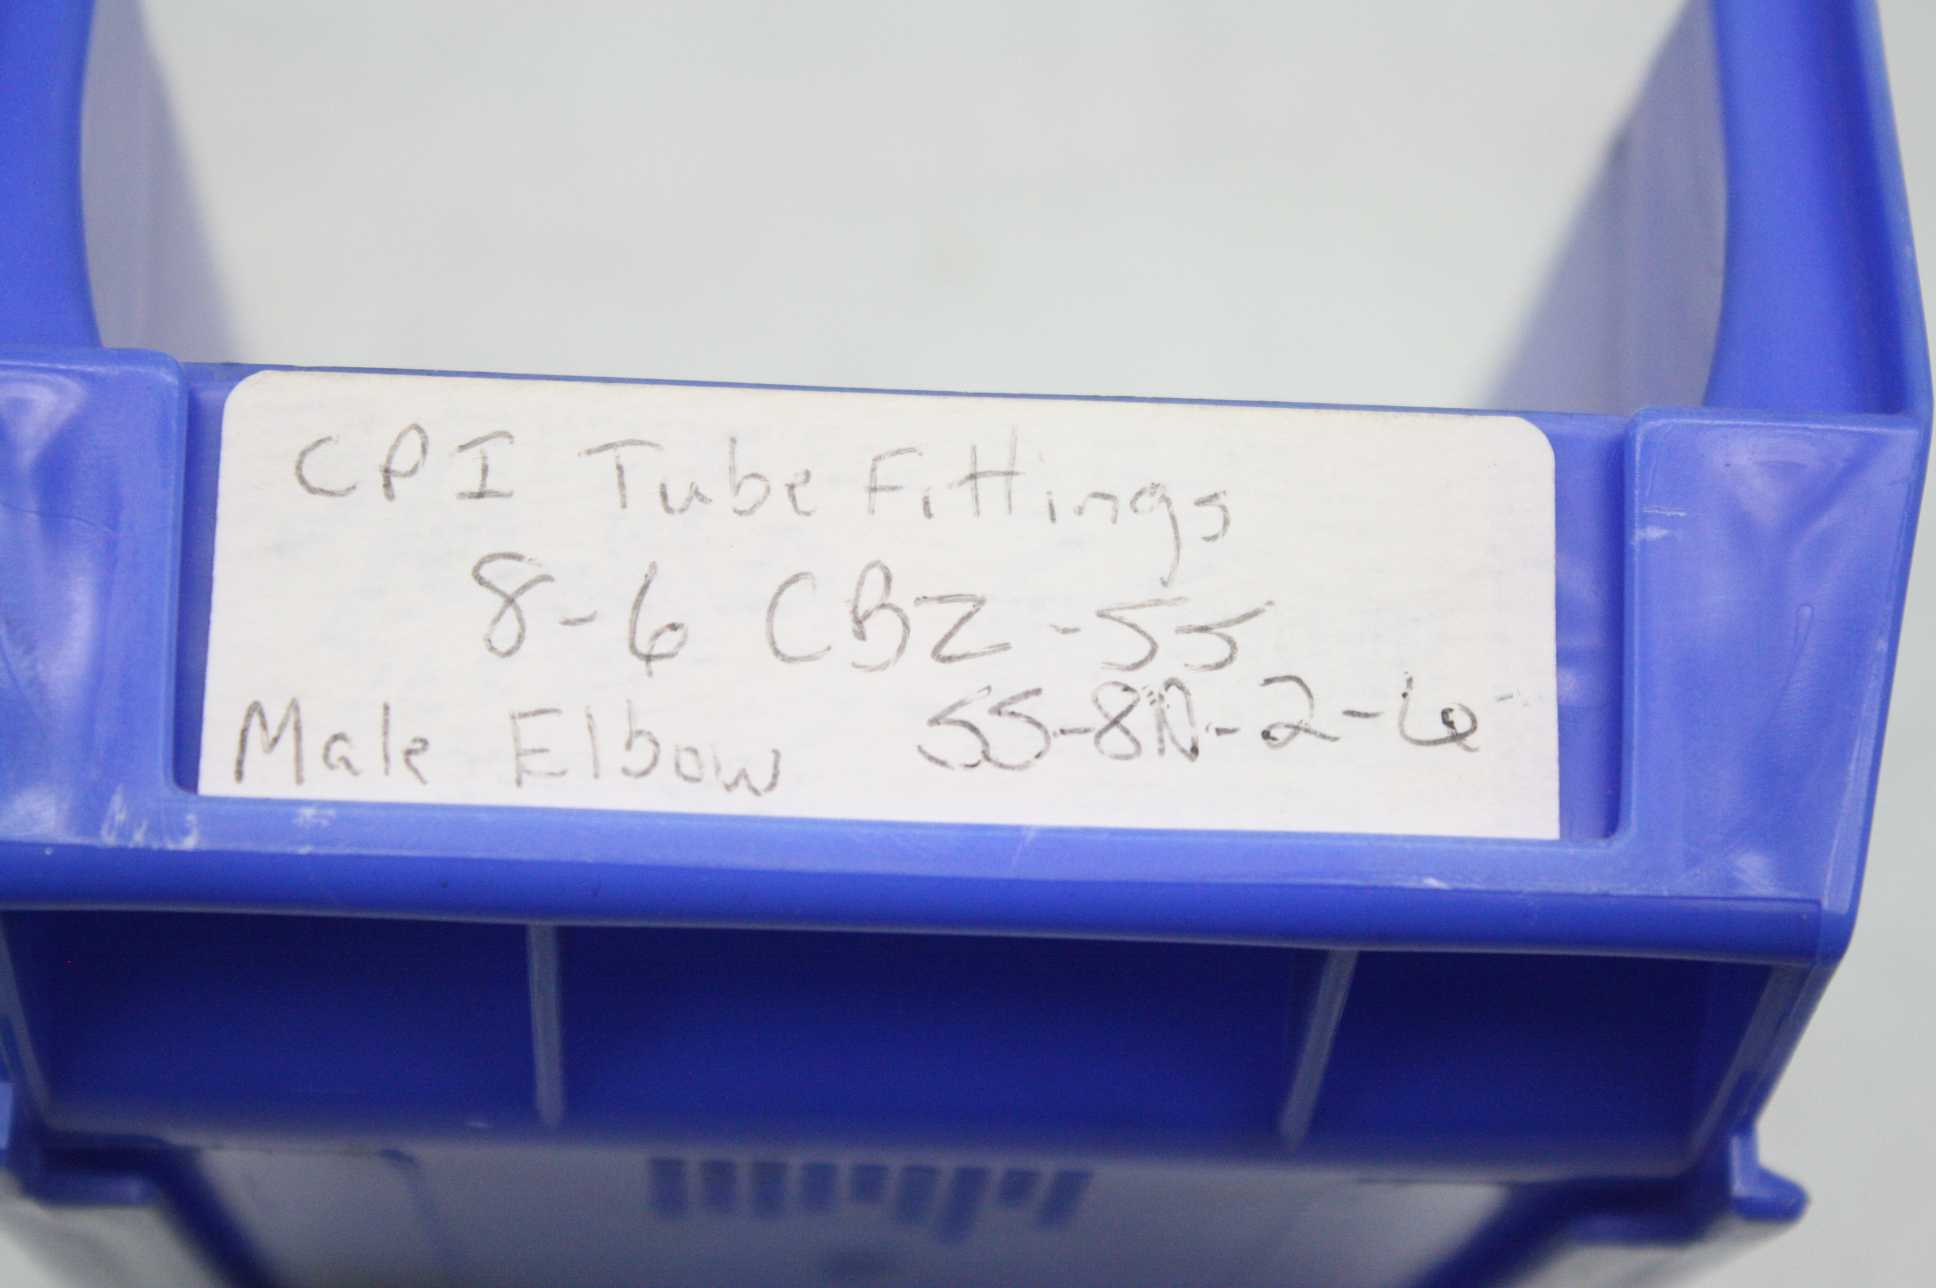 CPI Tube Fittings
8-6 CBZ-SS
Male Elbow SS-8N-2-6